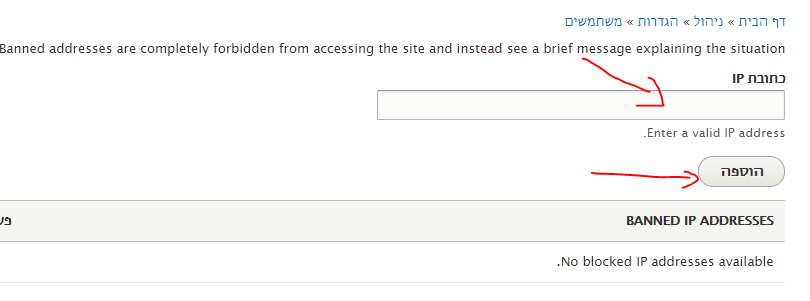 דף הבית » ניהול » הגדרות » משתמשים
Banned addresses are completely forbidden from accessing the site and instead see a brief message explaining the situation
כתובת IP
Enter a valid IP address.
הוספה
BANNED IP ADDRESSES
No blocked IP addresses available.